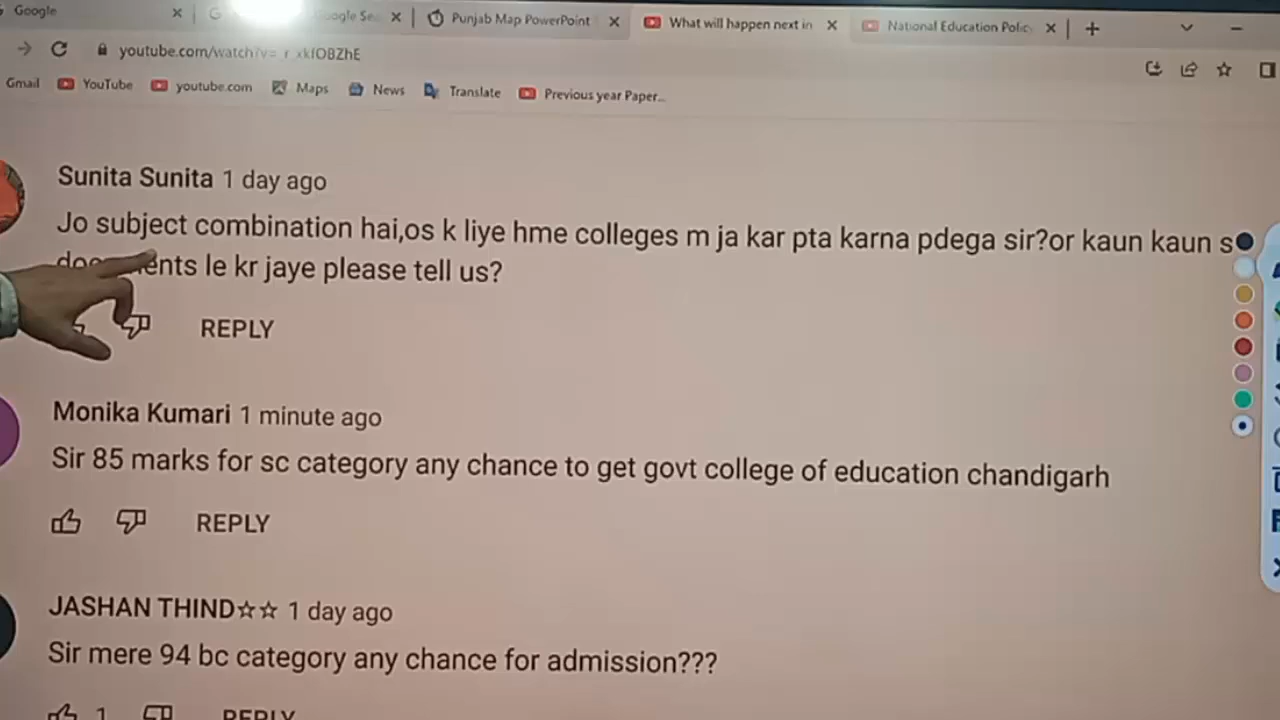 Google
Punjab Map PowerPoint
What will happen next in
National Education Policy
youtube.com/watch?v=
Gmail YouTube youtube.com Maps News Translate Previous year Paper...
Sunita Sunita 1 day ago
Jo subject combination hai,os k liye hme colleges m ja kar pta karna pdega sir?or kaun kaun s
le kr jaye please tell us?
REPLY
Monika Kumari 1 minute ago
Sir 85 marks for sc category any chance to get govt college of education chandigarh
REPLY
JASHAN THIND☆☆ 1 day ago
Sir mere 94 bc category any chance for admission???
1 REPLY